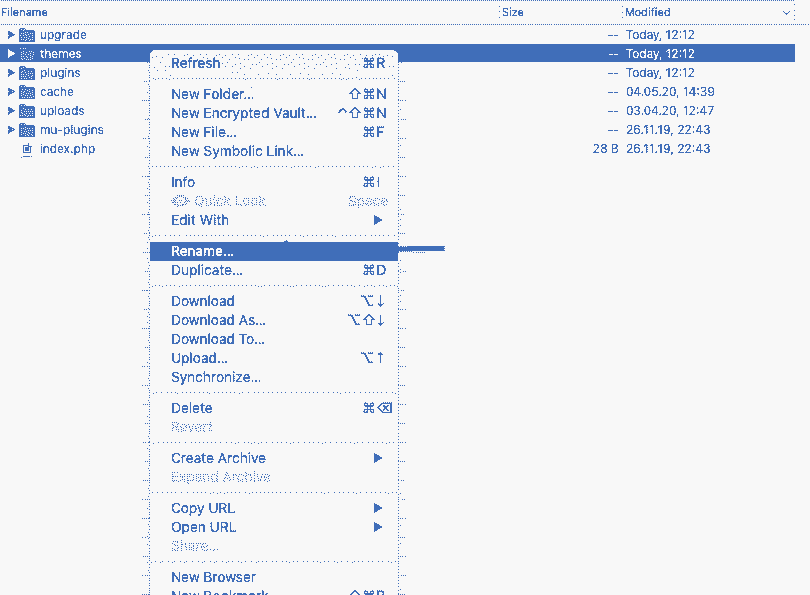 Filename Size Modified
upgrade -- Today, 12:12
themes -- Today, 12:12
plugins -- Today, 12:12
cache -- 04.05.20, 14:39
uploads -- 03.04.20, 12:47
mu-plugins -- 26.11.19, 22:43
index.php 28 B 26.11.19, 22:43
Refresh ⌘R
New Folder... ⇧⌘N
New Encrypted Vault... ^⇧⌘N
New File... ⌘F
New Symbolic Link...
Info ⌘I
Quick Look Space
Edit With ▶
Rename...
Duplicate... ⌘D
Download ⌥↓
Download As... ⌥⇧↓
Download To...
Upload... ⌥↑
Synchronize...
Delete ⌘⌫
Revert
Create Archive ▶
Expand Archive
Copy URL ▶
Open URL ▶
Share...
New Browser
New Bookmark ⇧⌘B